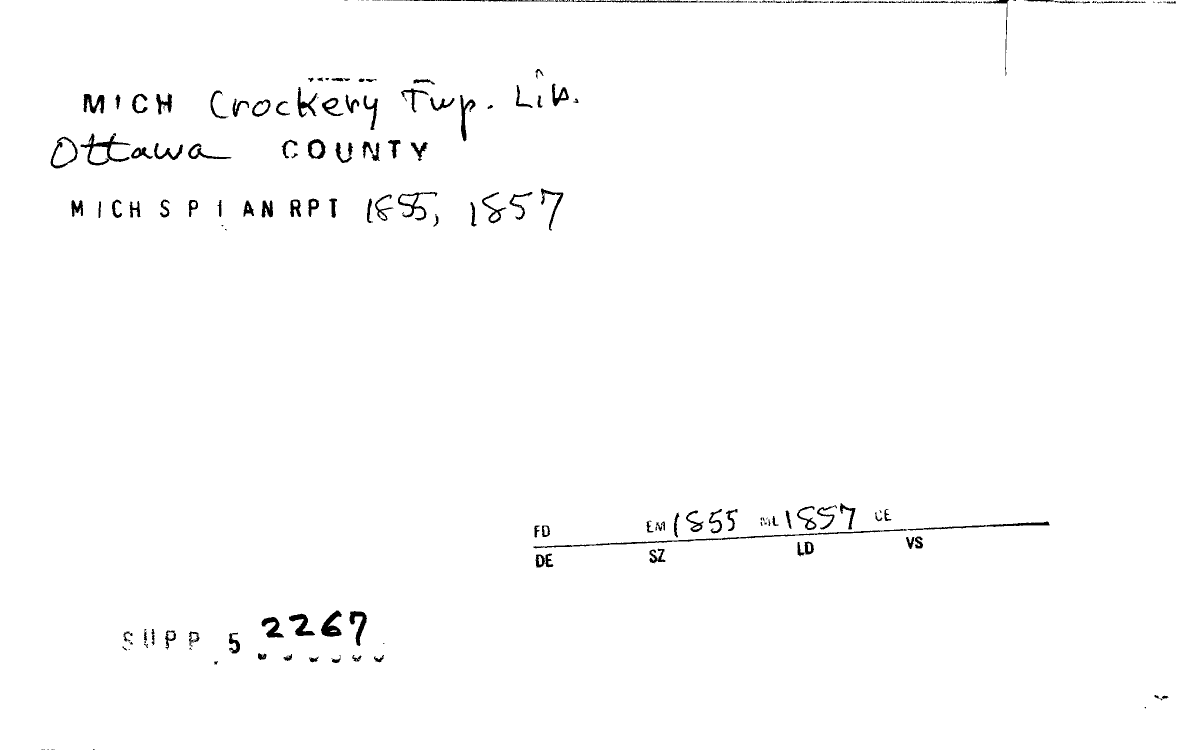 MICH Crockery Twp. Lib.
Ottawa COUNTY
MICH S P I AN RPT 1855, 1857
FD EM 1855 ML 1857 CE
DE SZ LD VS
SUPP 5 2267